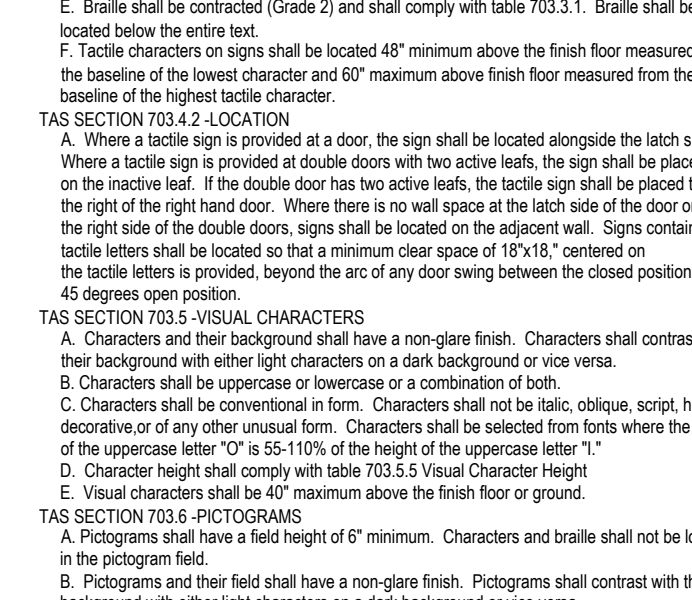 E. Braille shall be contracted (Grade 2) and shall comply with table 703.3.1. Braille shall be
located below the entire text.
F. Tactile characters on signs shall be located 48" minimum above the finish floor measured
the baseline of the lowest character and 60" maximum above finish floor measured from the
baseline of the highest tactile character.
TAS SECTION 703.4.2 -LOCATION
A. Where a tactile sign is provided at a door, the sign shall be located alongside the latch s
Where a tactile sign is provided at double doors with two active leafs, the sign shall be place
on the inactive leaf. If the double door has two active leafs, the tactile sign shall be placed t
the right of the right hand door. Where there is no wall space at the latch side of the door o
the right side of the double doors, signs shall be located on the adjacent wall. Signs contain
tactile letters shall be located so that a minimum clear space of 18"x18," centered on
the tactile letters is provided, beyond the arc of any door swing between the closed position
45 degrees open position.
TAS SECTION 703.5 -VISUAL CHARACTERS
A. Characters and their background shall have a non-glare finish. Characters shall contras
their background with either light characters on a dark background or vice versa.
B. Characters shall be uppercase or lowercase or a combination of both.
C. Characters shall be conventional in form. Characters shall not be italic, oblique, script, h
decorative,or of any other unusual form. Characters shall be selected from fonts where the
of the uppercase letter "O" is 55-110% of the height of the uppercase letter "I."
D. Character height shall comply with table 703.5.5 Visual Character Height
E. Visual characters shall be 40" maximum above the finish floor or ground.
TAS SECTION 703.6 -PICTOGRAMS
A. Pictograms shall have a field height of 6" minimum. Characters and braille shall not be lo
in the pictogram field.
B. Pictograms and their field shall have a non-glare finish. Pictograms shall contrast with th
background with either light characters on a dark background or vice versa